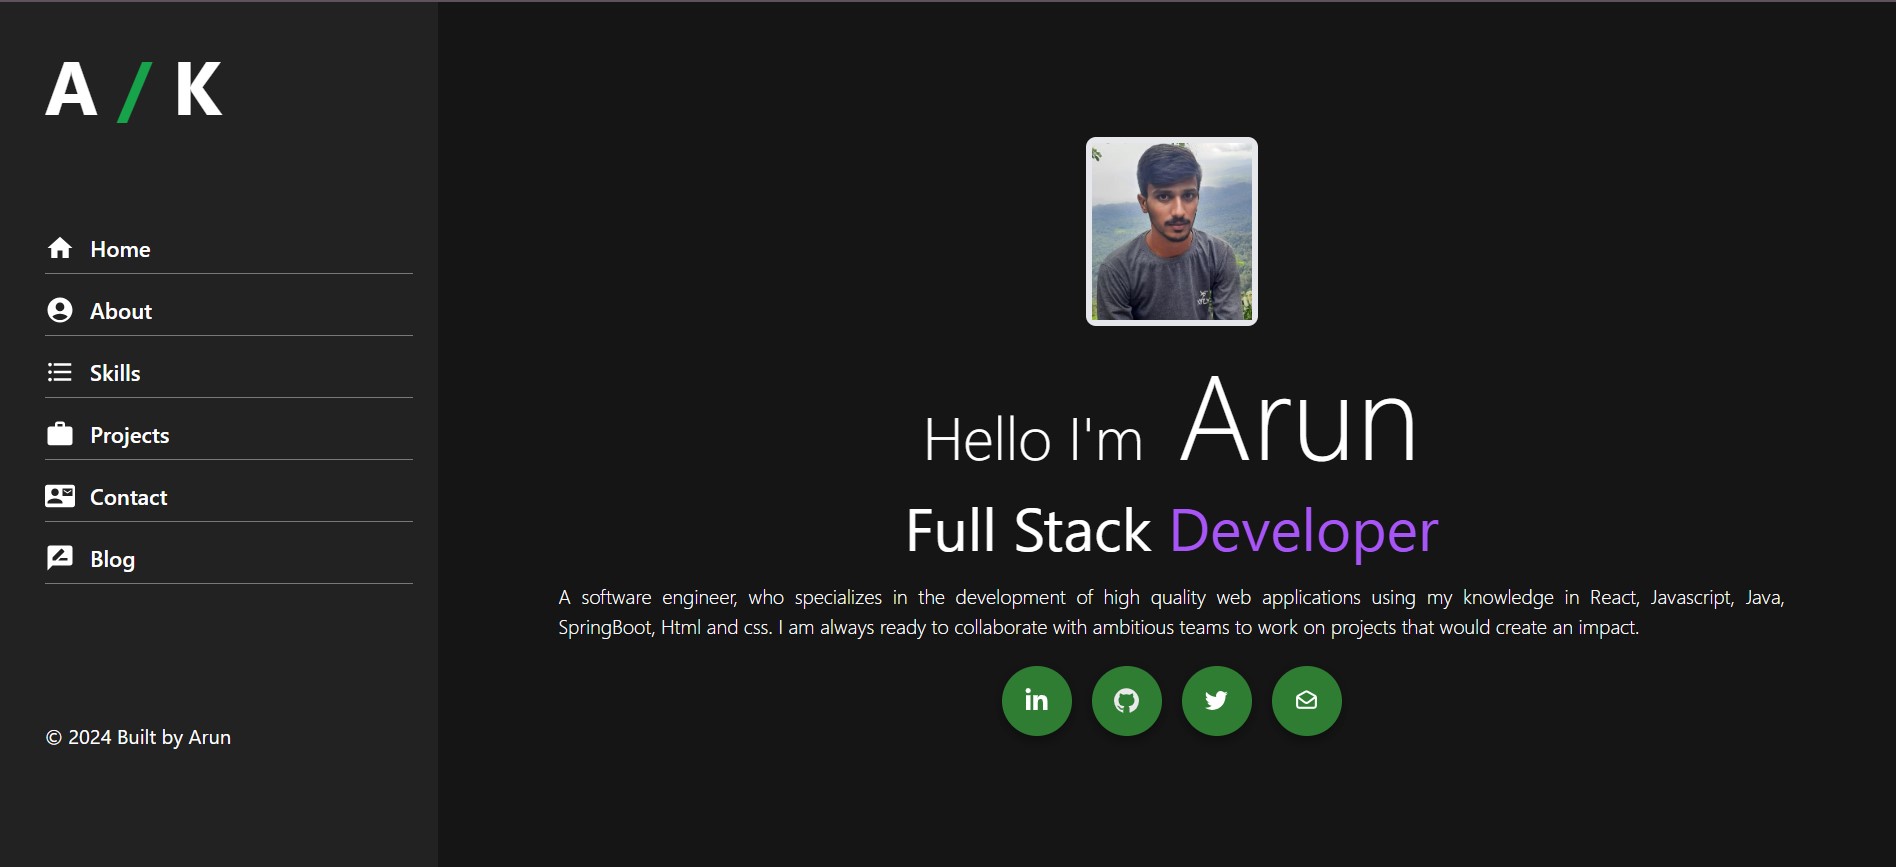 A / K
Home
About
Skills
Projects
Contact
Blog
© 2024 Built by Arun
Hello I'm Arun
Full Stack Developer
A software engineer, who specializes in the development of high quality web applications using my knowledge in React, Javascript, Java,
SpringBoot, Html and css. I am always ready to collaborate with ambitious teams to work on projects that would create an impact.
in